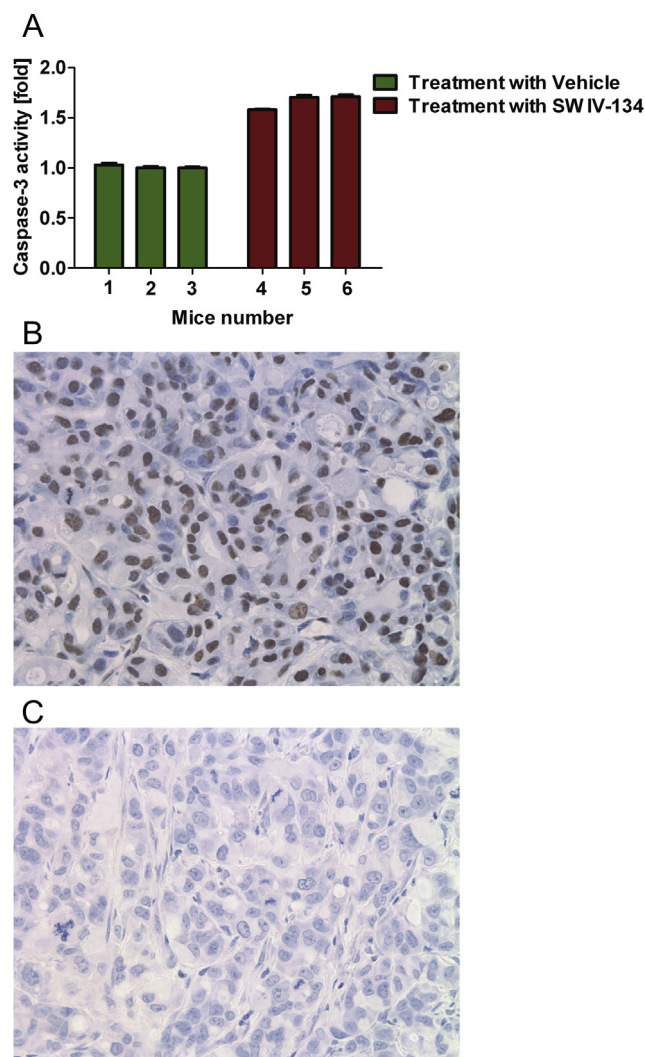 A
Caspase-3 activity [fold]
2.0
1.5
1.0
0.5
0.0
1 2 3 4 5 6
Mice number
Treatment with Vehicle
Treatment with SW IV-134
B
C